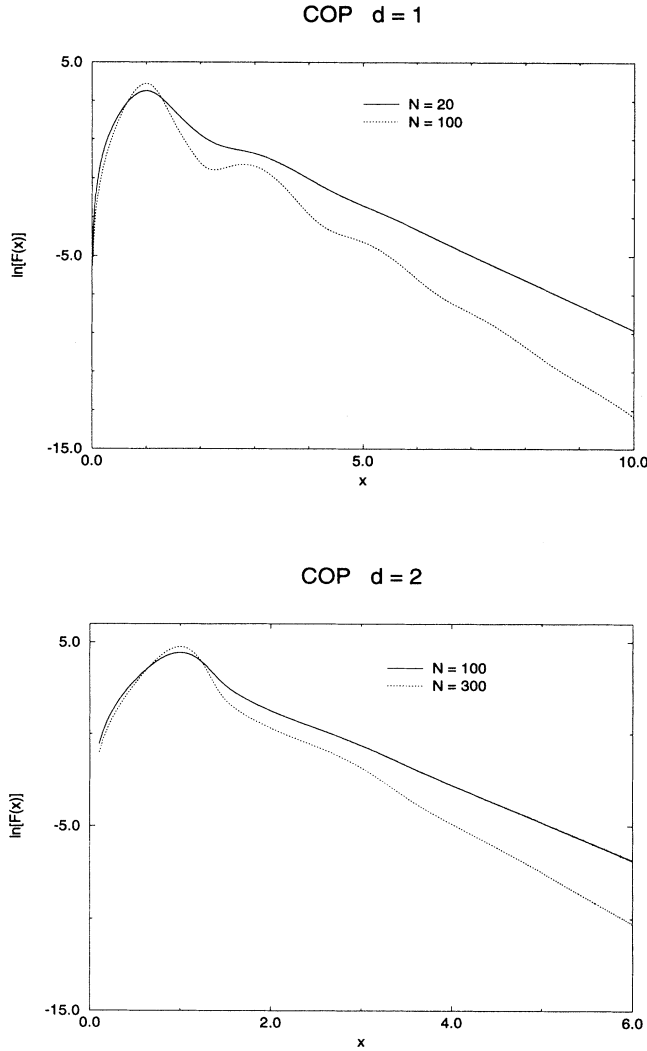 COP d = 1
5.0
N = 20
N = 100
ln[F(x)]
-5.0
-15.0
0.0 5.0 10.0
x
COP d = 2
5.0
N = 100
N = 300
ln[F(x)]
-5.0
-15.0
0.0 2.0 4.0 6.0
x